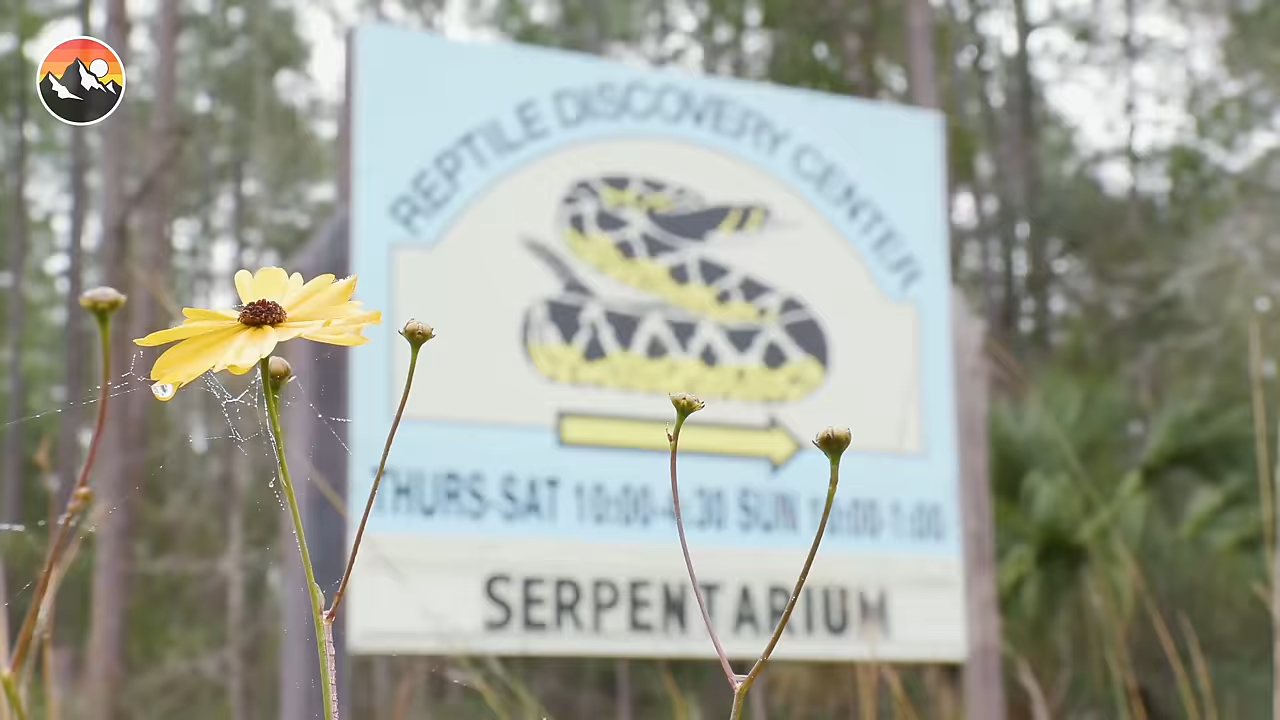 REPTILE DISCOVERY CENTER
THURS-SAT 10:00-4:30 SUN 10:00-1:00
SERPENTARIUM